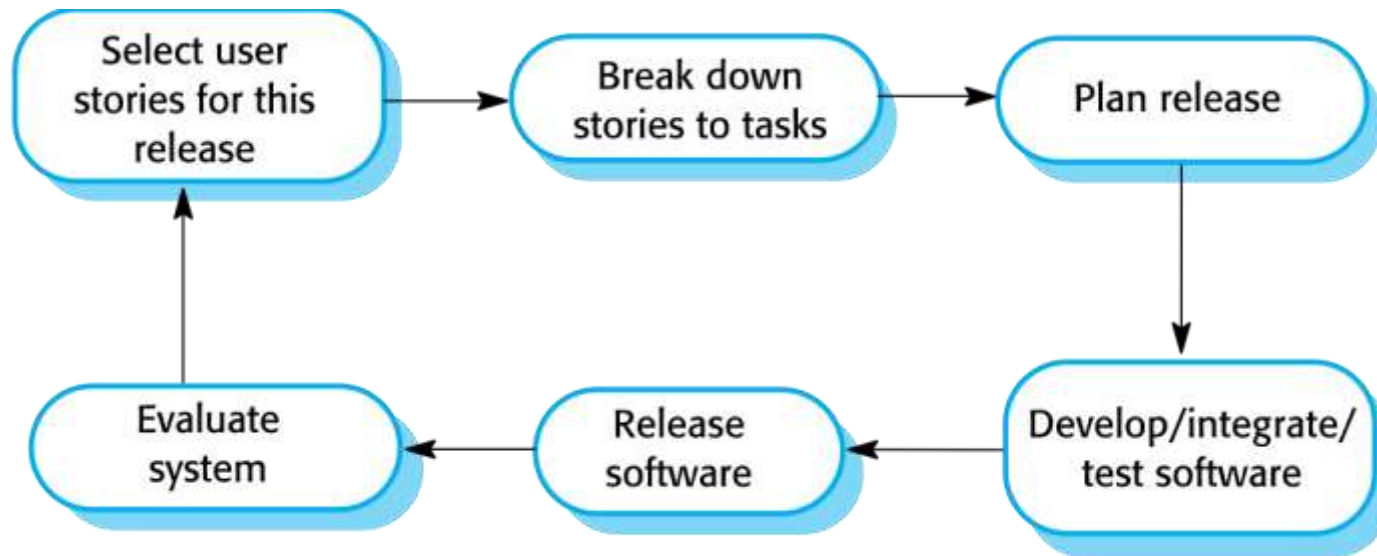 Select user
stories for this
release
Break down
stories to tasks
Plan release
Develop/integrate/
test software
Release
software
Evaluate
system